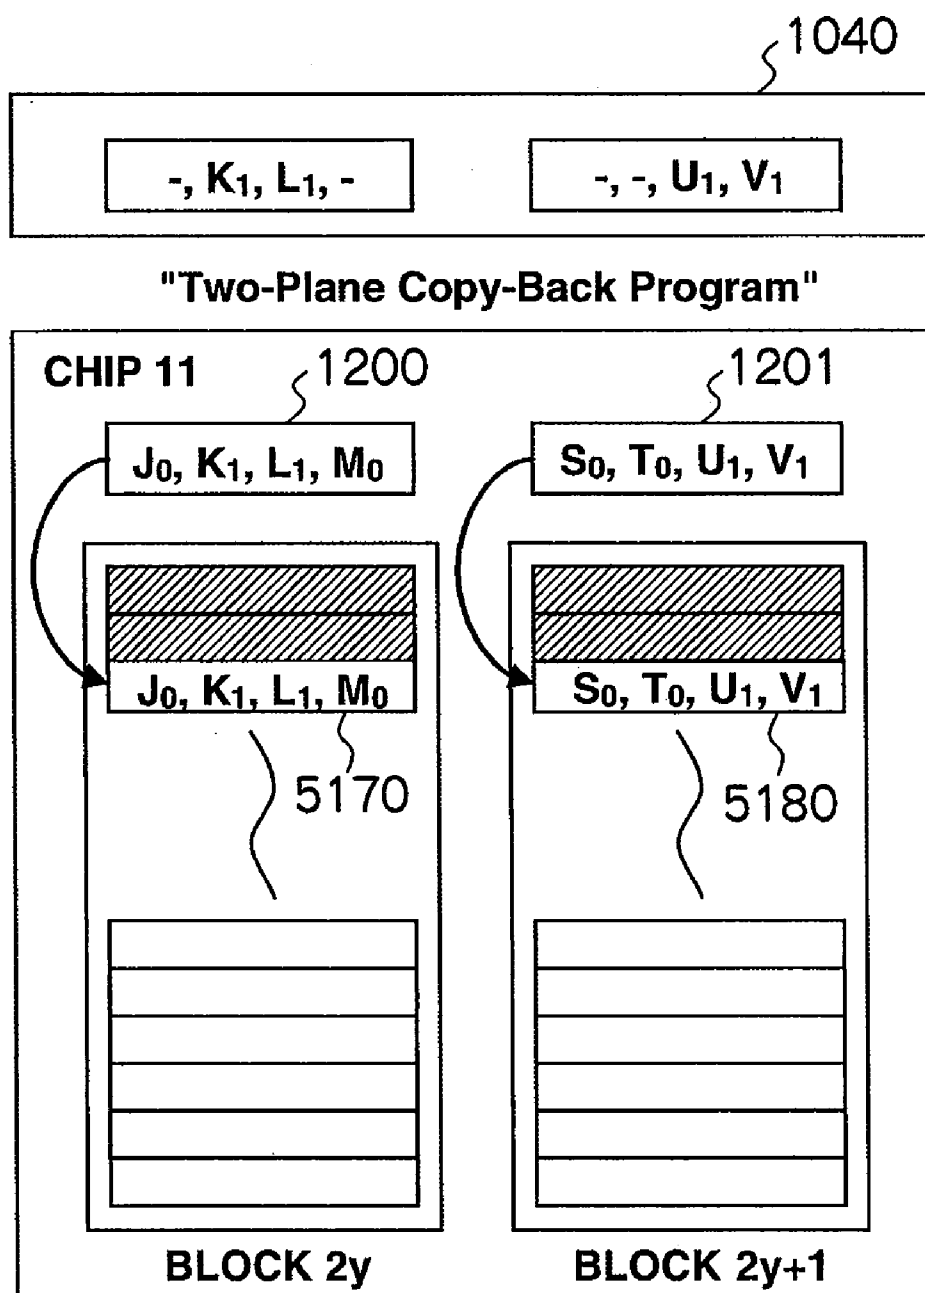 1040
-, K₁, L₁, -
-, -, U₁, V₁
"Two-Plane Copy-Back Program"
CHIP 11
1200
1201
J₀, K₁, L₁, M₀
S₀, T₀, U₁, V₁
J₀, K₁, L₁, M₀
S₀, T₀, U₁, V₁
5170
5180
BLOCK 2y
BLOCK 2y+1